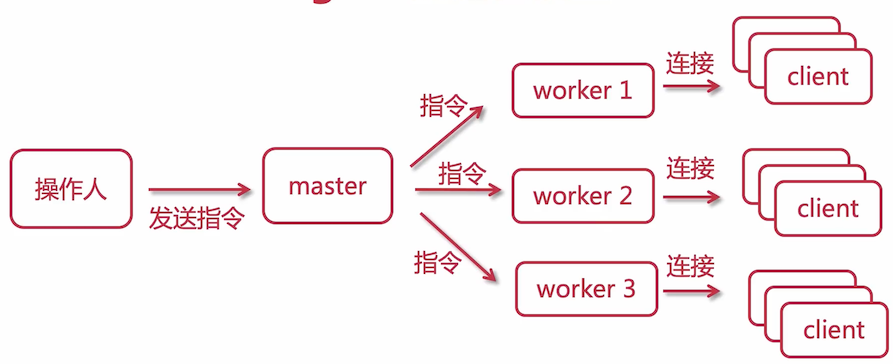 操作人
发送指令
master
指令
指令
指令
worker 1
连接
client
worker 2
连接
client
worker 3
连接
client